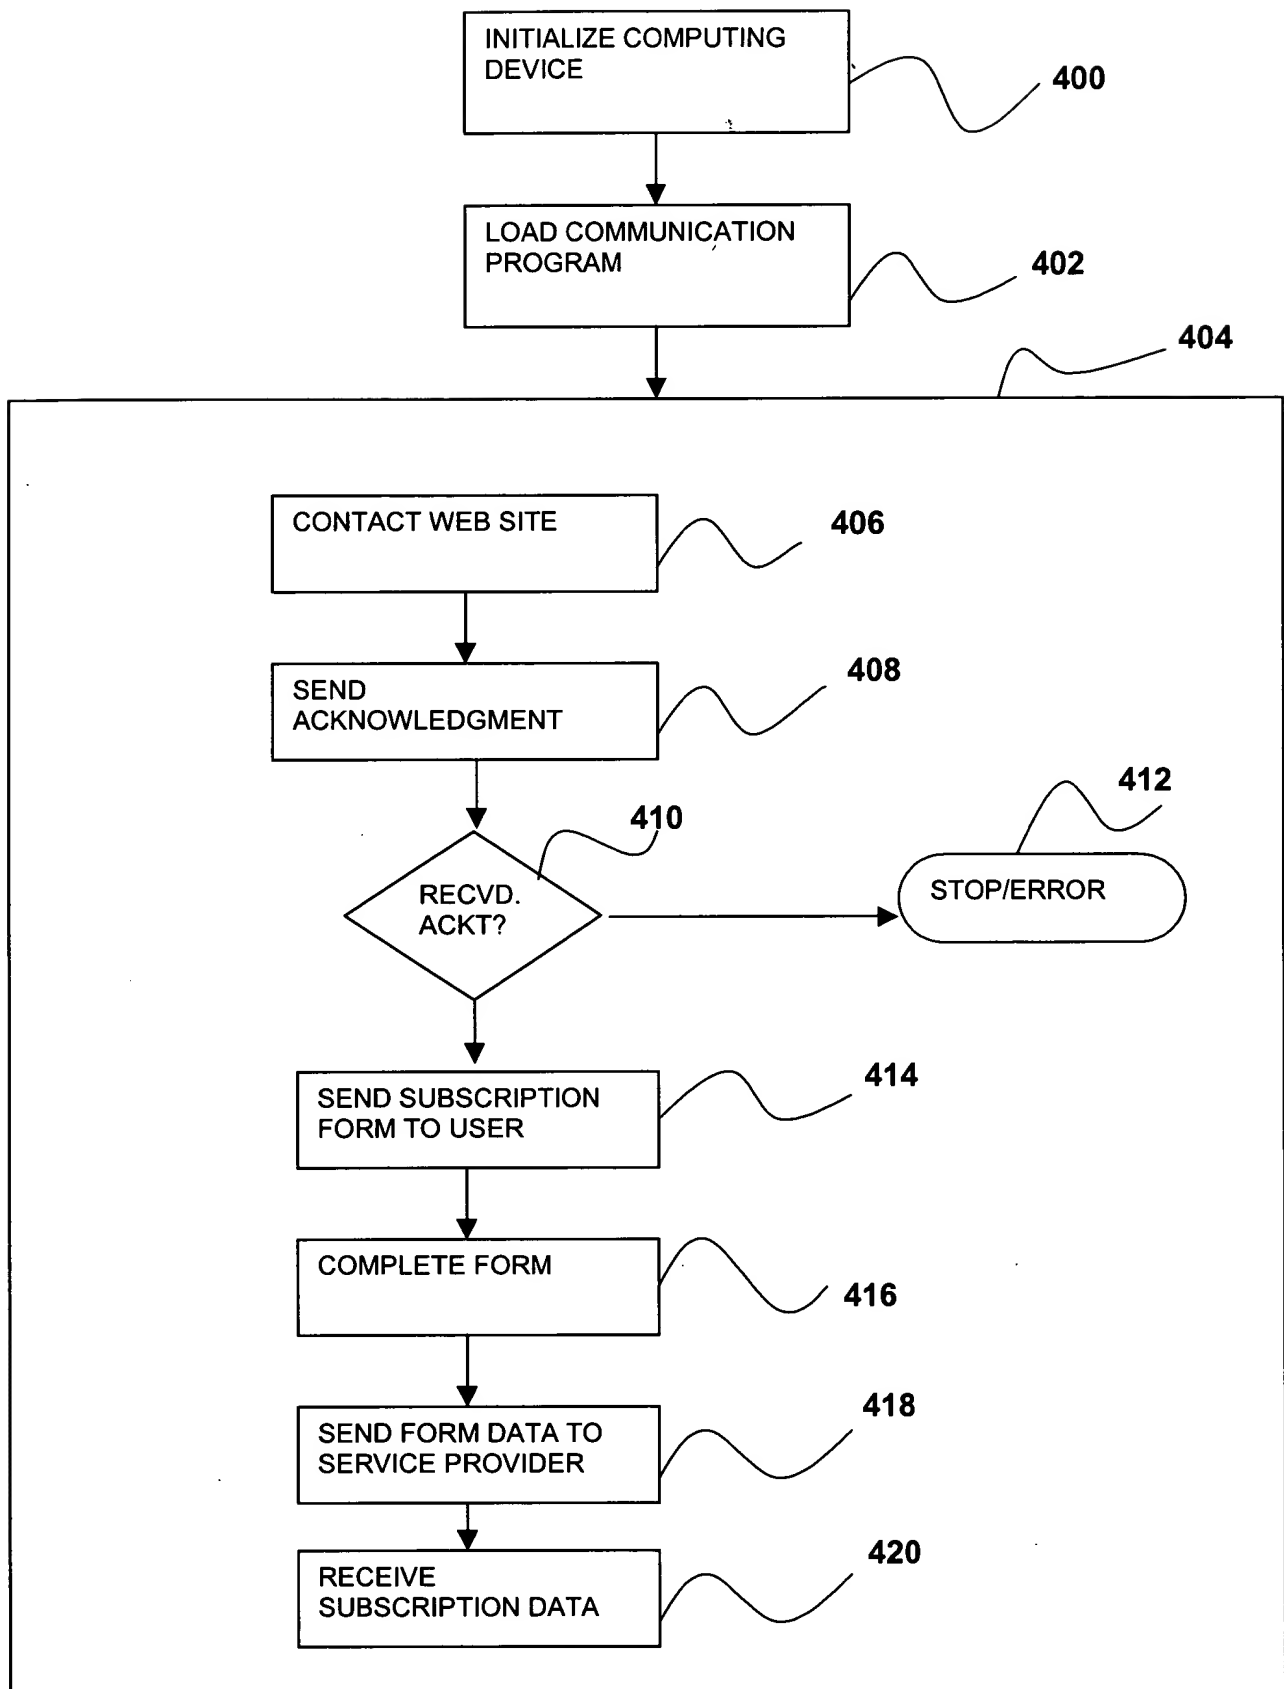 INITIALIZE COMPUTING
DEVICE
400
LOAD COMMUNICATION
PROGRAM
402
404
CONTACT WEB SITE
406
SEND
ACKNOWLEDGMENT
408
410
412
RECVD.
ACKT?
STOP/ERROR
SEND SUBSCRIPTION
FORM TO USER
414
COMPLETE FORM
416
SEND FORM DATA TO
SERVICE PROVIDER
418
RECEIVE
SUBSCRIPTION DATA
420